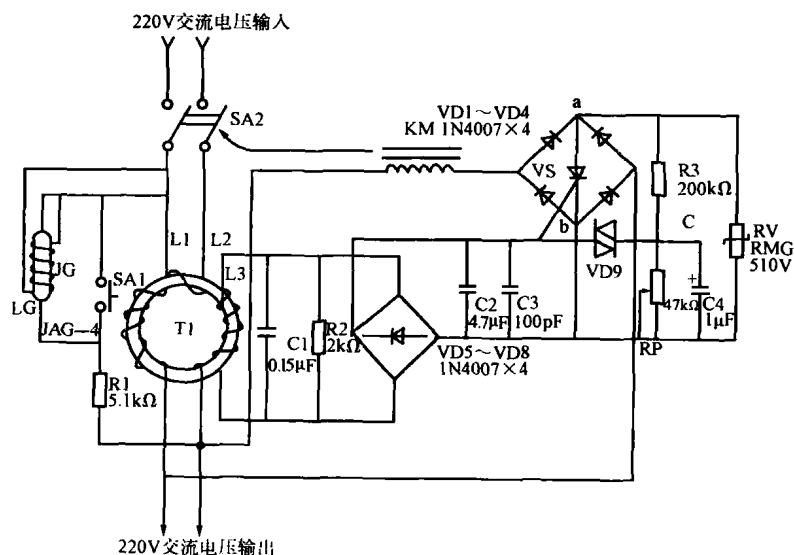 220V交流电压输入
SA2
VD1～VD4
KM 1N4007×4
a
VS
b
R3
200kΩ
C
RV
RMG
510V
VD9
L1
L2
L3
JG
LG
SA1
JAG-4
T1
R1
5.1kΩ
C1
0.15μF
R2
2kΩ
C2
4.7μF
C3
100pF
VD5～VD8
1N4007×4
47kΩ
RP
+
C4
1μF
220V交流电压输出